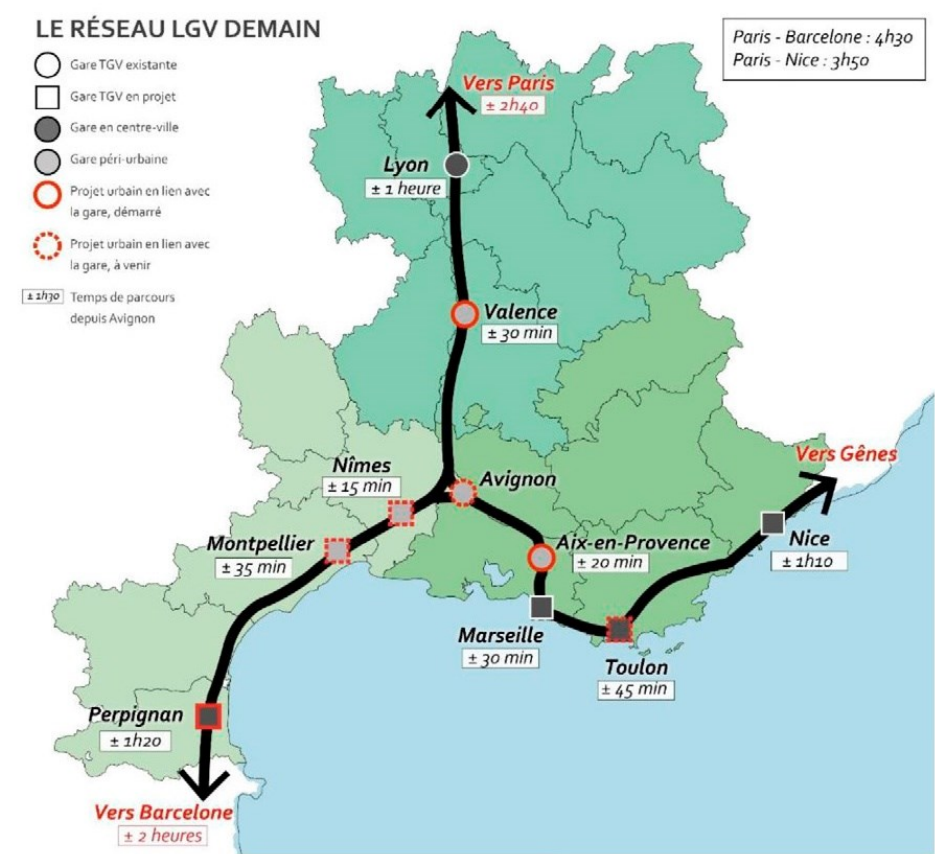 LE RÉSEAU LGV DEMAIN
Gare TGV existante
Gare TGV en projet
Gare en centre-ville
Gare péri-urbaine
Projet urbain en lien avec
la gare, démarré
Projet urbain en lien avec
la gare, à venir
± 1h30 Temps de parcours
depuis Avignon
Paris - Barcelone : 4h30
Paris - Nice : 3h50
Vers Paris
± 2h40
Lyon
± 1 heure
Valence
± 30 min
Vers Gênes
Nîmes
± 15 min
Avignon
Montpellier
± 35 min
Aix-en-Provence
± 20 min
Nice
± 1h10
Marseille
± 30 min
Toulon
± 45 min
Perpignan
± 1h20
Vers Barcelone
± 2 heures